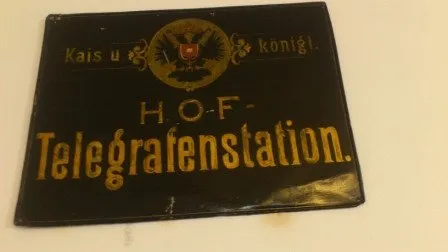 Kais u königl.
H-O-F-
Telegrafenstation.